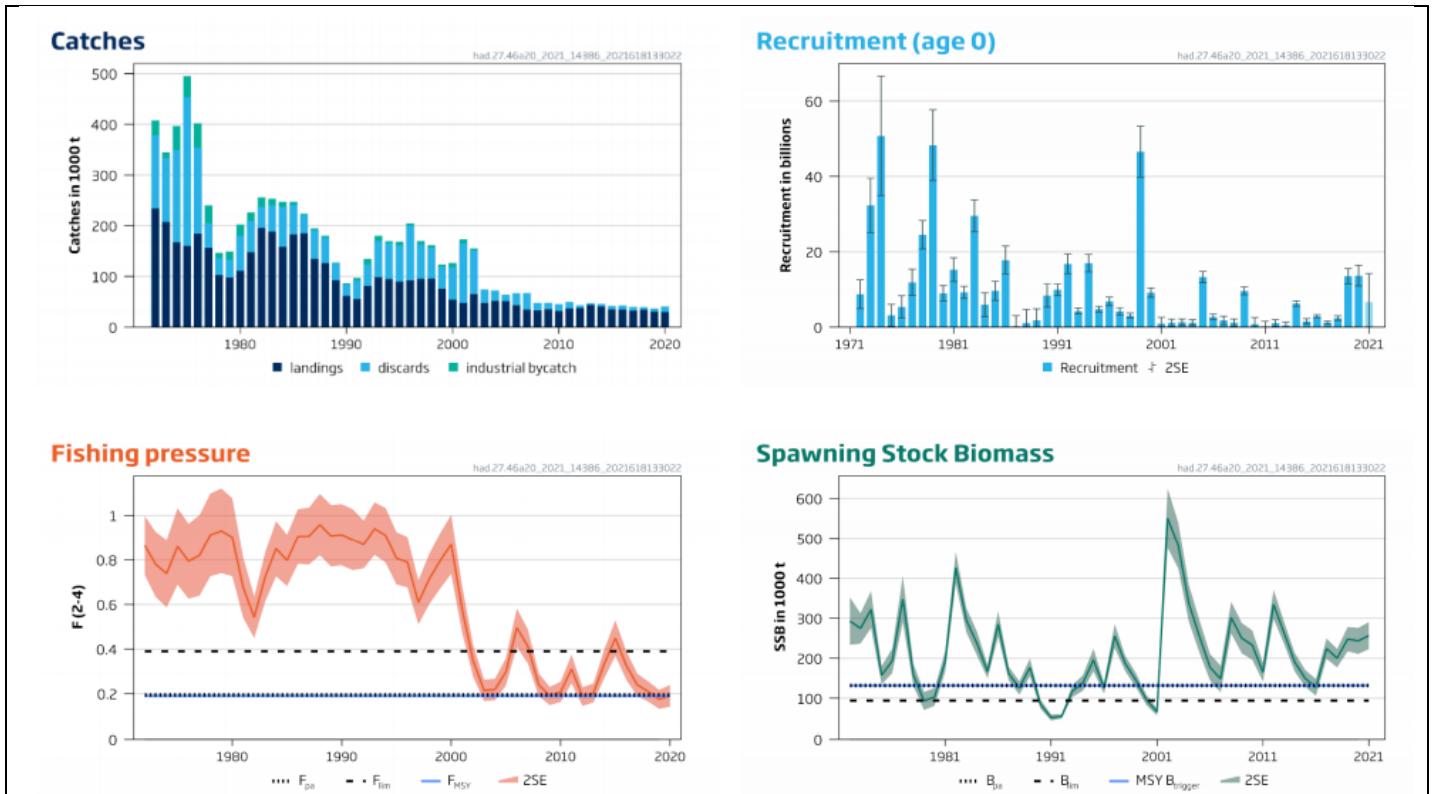 Catches
had.27.46a20_2021_14386_2021618133022
500
400
300
200
100
0
Catches in 1000 t
1980
1990
2000
2010
2020
landings discards industrial bycatch
Recruitment (age 0)
had.27.46a20_2021_14386_2021618133022
60
40
20
0
Recruitment in billions
1971
1981
1991
2001
2011
2021
Recruitment 2SE
Fishing pressure
had.27.46a20_2021_14386_2021618133022
1
0.8
0.6
0.4
0.2
0
F (2-4)
1980
1990
2000
2010
2020
Fpa Flim FMSY 2SE
Spawning Stock Biomass
had.27.46a20_2021_14386_2021618133022
600
500
400
300
200
100
0
SSB in 1000 t
1981
1991
2001
2011
2021
Bpa Blim MSY Btrigger 2SE